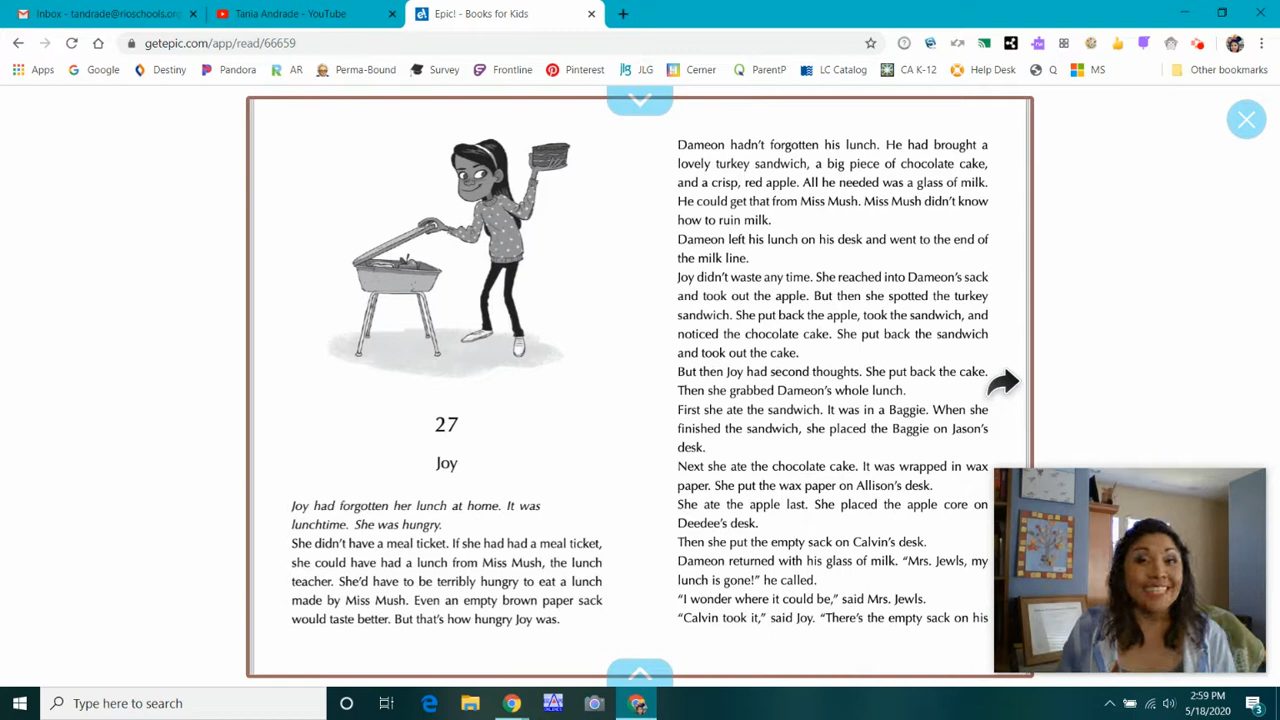 Inbox - tandrade@rioschools.org
Tania Andrade - YouTube
Epic! - Books for Kids
getepic.com/app/read/66659
Apps Google Destiny Pandora AR Perma-Bound Survey Frontline Pinterest JLG Cerner ParentP LC Catalog CA K-12 Help Desk Q MS Other bookmarks
27
Joy
Joy had forgotten her lunch at home. It was
lunchtime. She was hungry.
She didn't have a meal ticket. If she had had a meal ticket,
she could have had a lunch from Miss Mush, the lunch
teacher. She'd have to be terribly hungry to eat a lunch
made by Miss Mush. Even an empty brown paper sack
would taste better. But that's how hungry Joy was.
Dameon hadn't forgotten his lunch. He had brought a
lovely turkey sandwich, a big piece of chocolate cake,
and a crisp, red apple. All he needed was a glass of milk.
He could get that from Miss Mush. Miss Mush didn't know
how to ruin milk.
Dameon left his lunch on his desk and went to the end of
the milk line.
Joy didn't waste any time. She reached into Dameon's sack
and took out the apple. But then she spotted the turkey
sandwich. She put back the apple, took the sandwich, and
noticed the chocolate cake. She put back the sandwich
and took out the cake.
But then Joy had second thoughts. She put back the cake.
Then she grabbed Dameon's whole lunch.
First she ate the sandwich. It was in a Baggie. When she
finished the sandwich, she placed the Baggie on Jason's
desk.
Next she ate the chocolate cake. It was wrapped in wax
paper. She put the wax paper on Allison's desk.
She ate the apple last. She placed the apple core on
Deedee's desk.
Then she put the empty sack on Calvin's desk.
Dameon returned with his glass of milk. "Mrs. Jewls, my
lunch is gone!" he called.
"I wonder where it could be," said Mrs. Jewls.
"Calvin took it," said Joy. "There's the empty sack on his
Type here to search
2:59 PM
5/18/2020
3